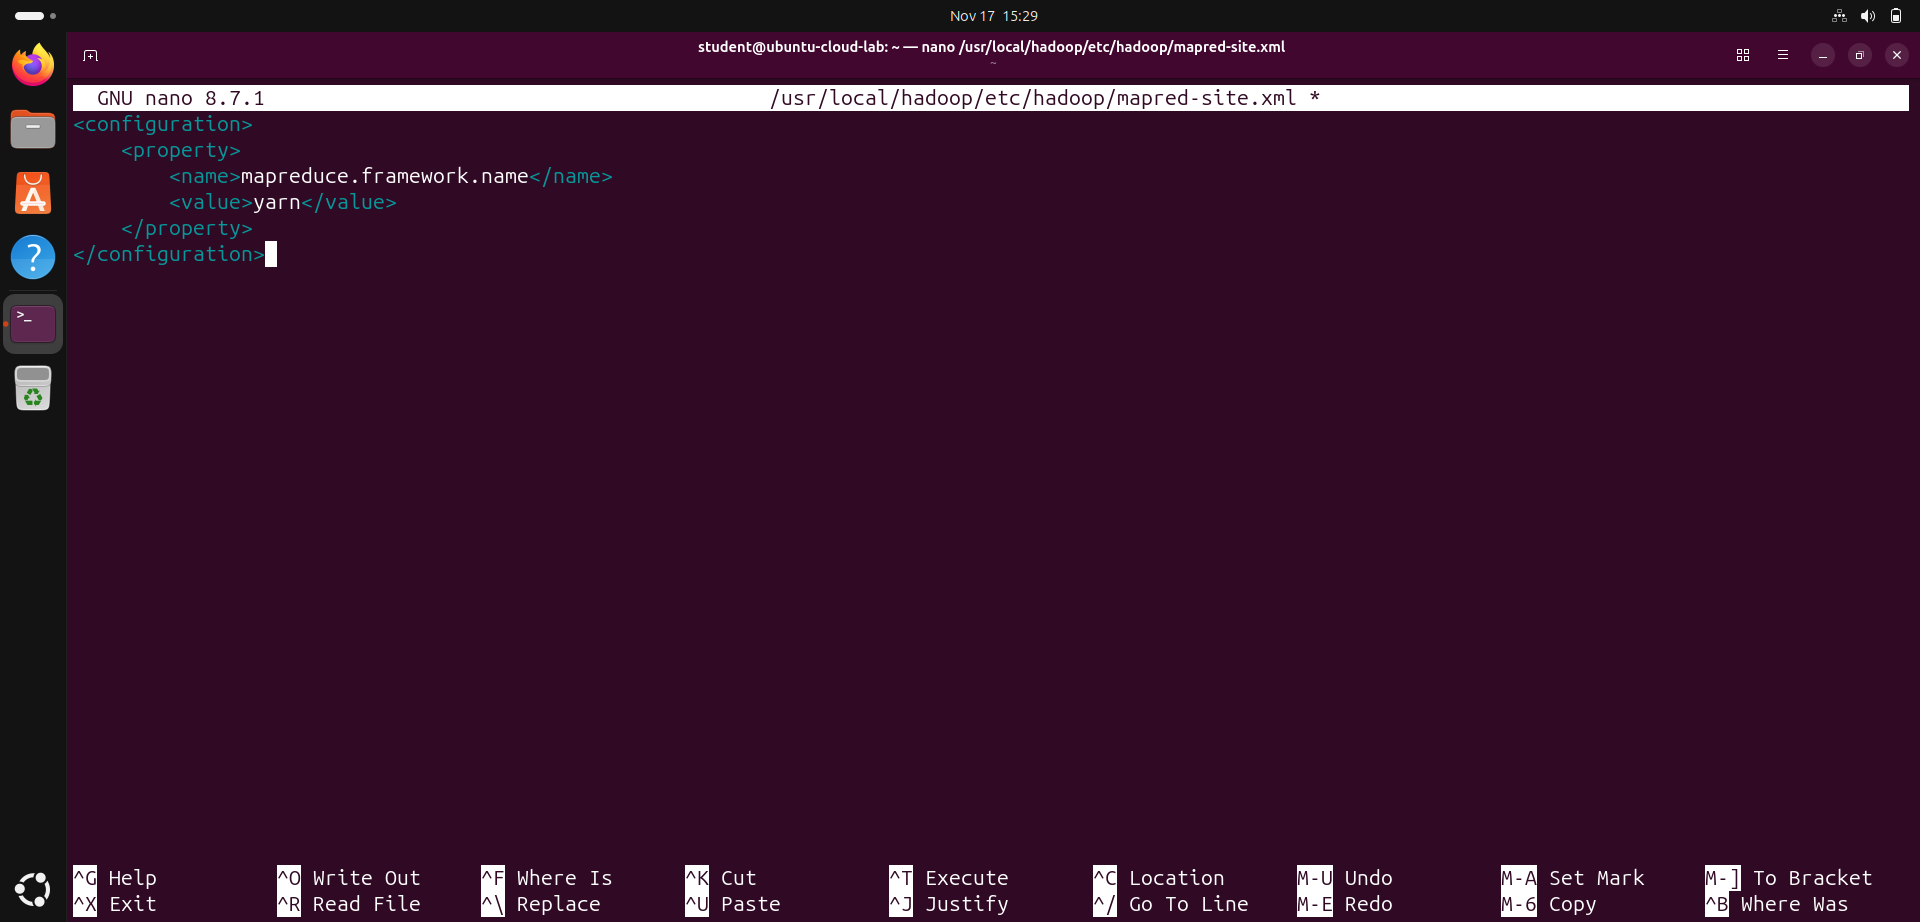 Nov 17 15:29
student@ubuntu-cloud-lab: ~ — nano /usr/local/hadoop/etc/hadoop/mapred-site.xml
~
GNU nano 8.7.1 /usr/local/hadoop/etc/hadoop/mapred-site.xml *
<configuration>
    <property>
        <name>mapreduce.framework.name</name>
        <value>yarn</value>
    </property>
</configuration>
>_
^G Help ^O Write Out ^F Where Is ^K Cut ^T Execute ^C Location M-U Undo M-A Set Mark M-] To Bracket
^X Exit ^R Read File ^\ Replace ^U Paste ^J Justify ^/ Go To Line M-E Redo M-6 Copy ^B Where Was